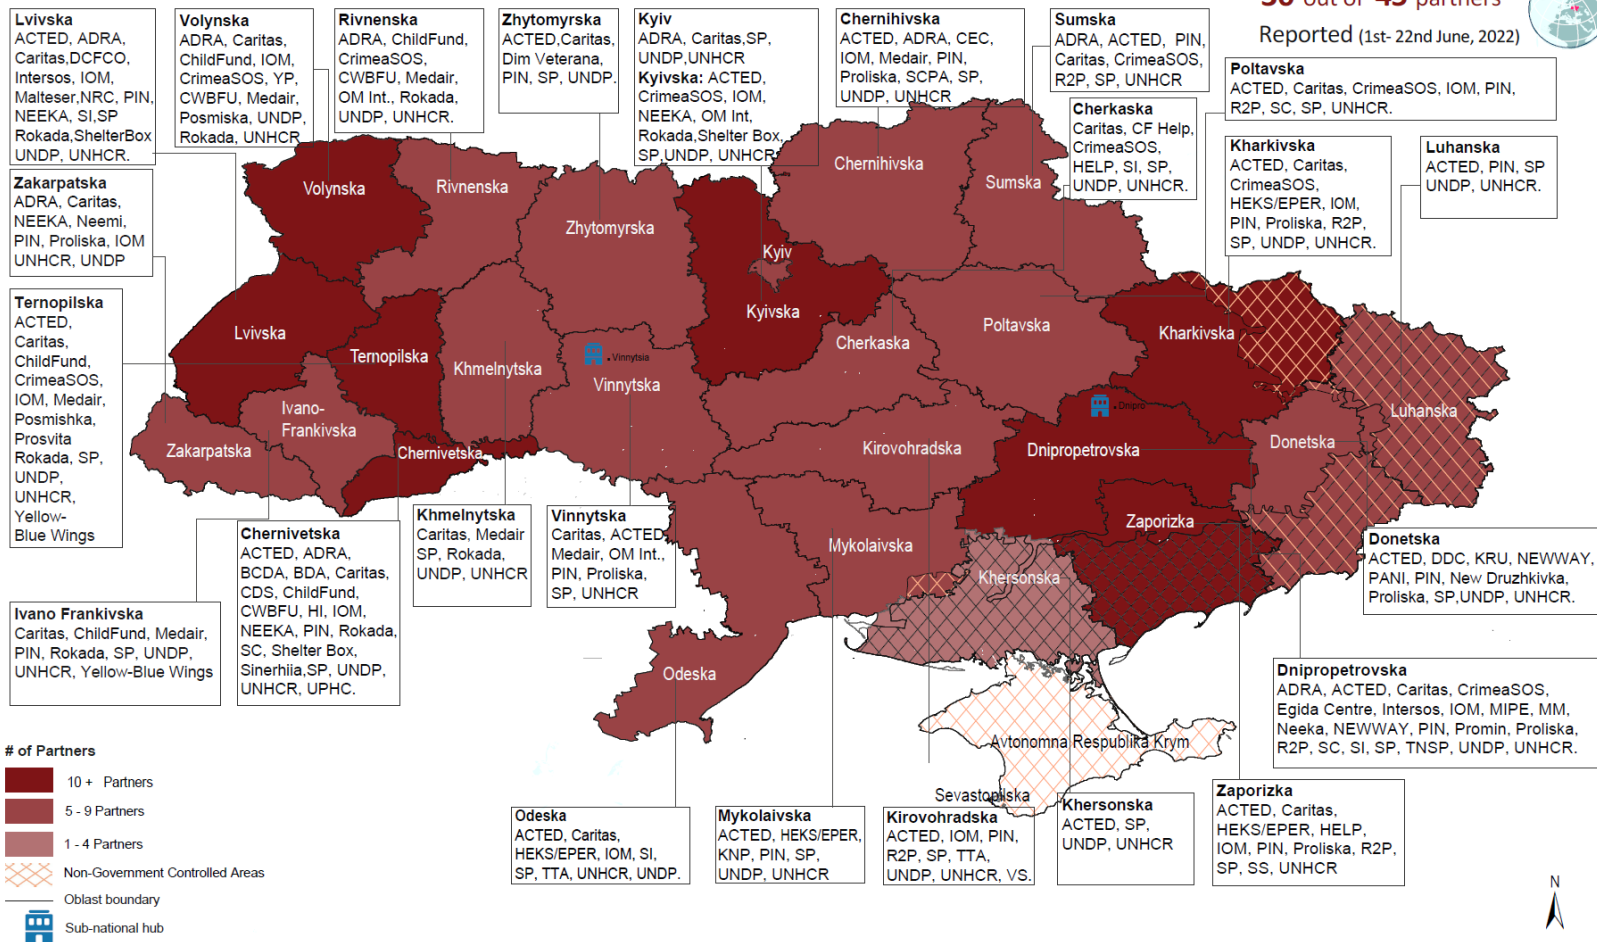 Lvivska
ACTED, ADRA,
Caritas,DCFCO,
Intersos, IOM,
Malteser,NRC, PIN,
NEEKA, SI,SP
Rokada,ShelterBox
UNDP, UNHCR.
Volynska
ADRA, Caritas,
ChildFund, IOM,
CrimeaSOS, YP,
CWBFU, Medair,
Posmiska, UNDP,
Rokada, UNHCR
Rivnenska
ADRA, ChildFund,
CrimeaSOS,
CWBFU, Medair,
OM Int., Rokada,
UNDP, UNHCR.
Zhytomyrska
ACTED,Caritas,
Dim Veterana,
PIN, SP, UNDP.
Kyiv
ADRA, Caritas,SP,
UNDP,UNHCR
Kyivska: ACTED,
CrimeaSOS, IOM,
NEEKA, OM Int,
Rokada,Shelter Box,
SP,UNDP, UNHCR
Chernihivska
ACTED, ADRA, CEC,
IOM, Medair, PIN,
Proliska, SCPA, SP,
UNDP, UNHCR
Sumska
ADRA, ACTED, PIN,
Caritas, CrimeaSOS,
R2P, SP, UNHCR
out of 43 partners
Reported (1st- 22nd June, 2022)
Poltavska
ACTED, Caritas, CrimeaSOS, IOM, PIN,
R2P, SC, SP, UNHCR.
Cherkaska
Caritas, CF Help,
CrimeaSOS,
HELP, SI, SP,
UNDP, UNHCR.
Kharkivska
ACTED, Caritas,
CrimeaSOS,
HEKS/EPER, IOM,
PIN, Proliska, R2P,
SP, UNDP, UNHCR.
Luhanska
ACTED, PIN, SP
UNDP, UNHCR.
Zakarpatska
ADRA, Caritas,
NEEKA, Neemi,
PIN, Proliska, IOM
UNHCR, UNDP
Ternopilska
ACTED,
Caritas,
ChildFund,
CrimeaSOS,
IOM, Medair,
Posmishka,
Prosvita
Rokada, SP,
UNDP,
UNHCR,
Yellow-
Blue Wings
Volynska
Rivnenska
Zhytomyrska
Kyiv
Kyivska
Chernihivska
Sumska
Lvivska
Ternopilska
Khmelnytska
Vinnytsia
Vinnytska
Cherkaska
Poltavska
Kharkivska
Luhanska
Ivano-
Frankivska
Zakarpatska
Chernivetska
Kirovohradska
Dnipro
Dnipropetrovska
Donetska
Zaporizka
Mykolaivska
Khersonska
Odeska
Avtonomna Respublika Krym
Sevastopilska
Ivano Frankivska
Caritas, ChildFund, Medair,
PIN, Rokada, SP, UNDP,
UNHCR, Yellow-Blue Wings
Chernivetska
ACTED, ADRA,
BCDA, BDA, Caritas,
CDS, ChildFund,
CWBFU, HI, IOM,
NEEKA, PIN, Rokada,
SC, Shelter Box,
Sinerhiia,SP, UNDP,
UNHCR, UPHC.
Khmelnytska
Caritas, Medair
SP, Rokada,
UNDP, UNHCR
Vinnytska
Caritas, ACTED,
Medair, OM Int.,
PIN, Proliska,
SP, UNHCR
Donetska
ACTED, DDC, KRU, NEWWAY,
PANI, PIN, New Druzhkivka,
Proliska, SP,UNDP, UNHCR.
Dnipropetrovska
ADRA, ACTED, Caritas, CrimeaSOS,
Egida Centre, Intersos, IOM, MIPE, MM,
Neeka, NEWWAY, PIN, Promin, Proliska,
R2P, SC, SI, SP, TNSP, UNDP, UNHCR.
Odeska
ACTED, Caritas,
HEKS/EPER, IOM, SI,
SP, TTA, UNHCR, UNDP.
Mykolaivska
ACTED, HEKS/EPER,
KNP, PIN, SP,
UNDP, UNHCR
Kirovohradska
ACTED, IOM, PIN,
R2P, SP, TTA,
UNDP, UNHCR, VS.
Khersonska
ACTED, SP,
UNDP, UNHCR
Zaporizka
ACTED, Caritas,
HEKS/EPER, HELP,
IOM, PIN, Proliska, R2P,
SP, SS, UNHCR
# of Partners
10 + Partners
5 - 9 Partners
1 - 4 Partners
Non-Government Controlled Areas
Oblast boundary
Sub-national hub
N